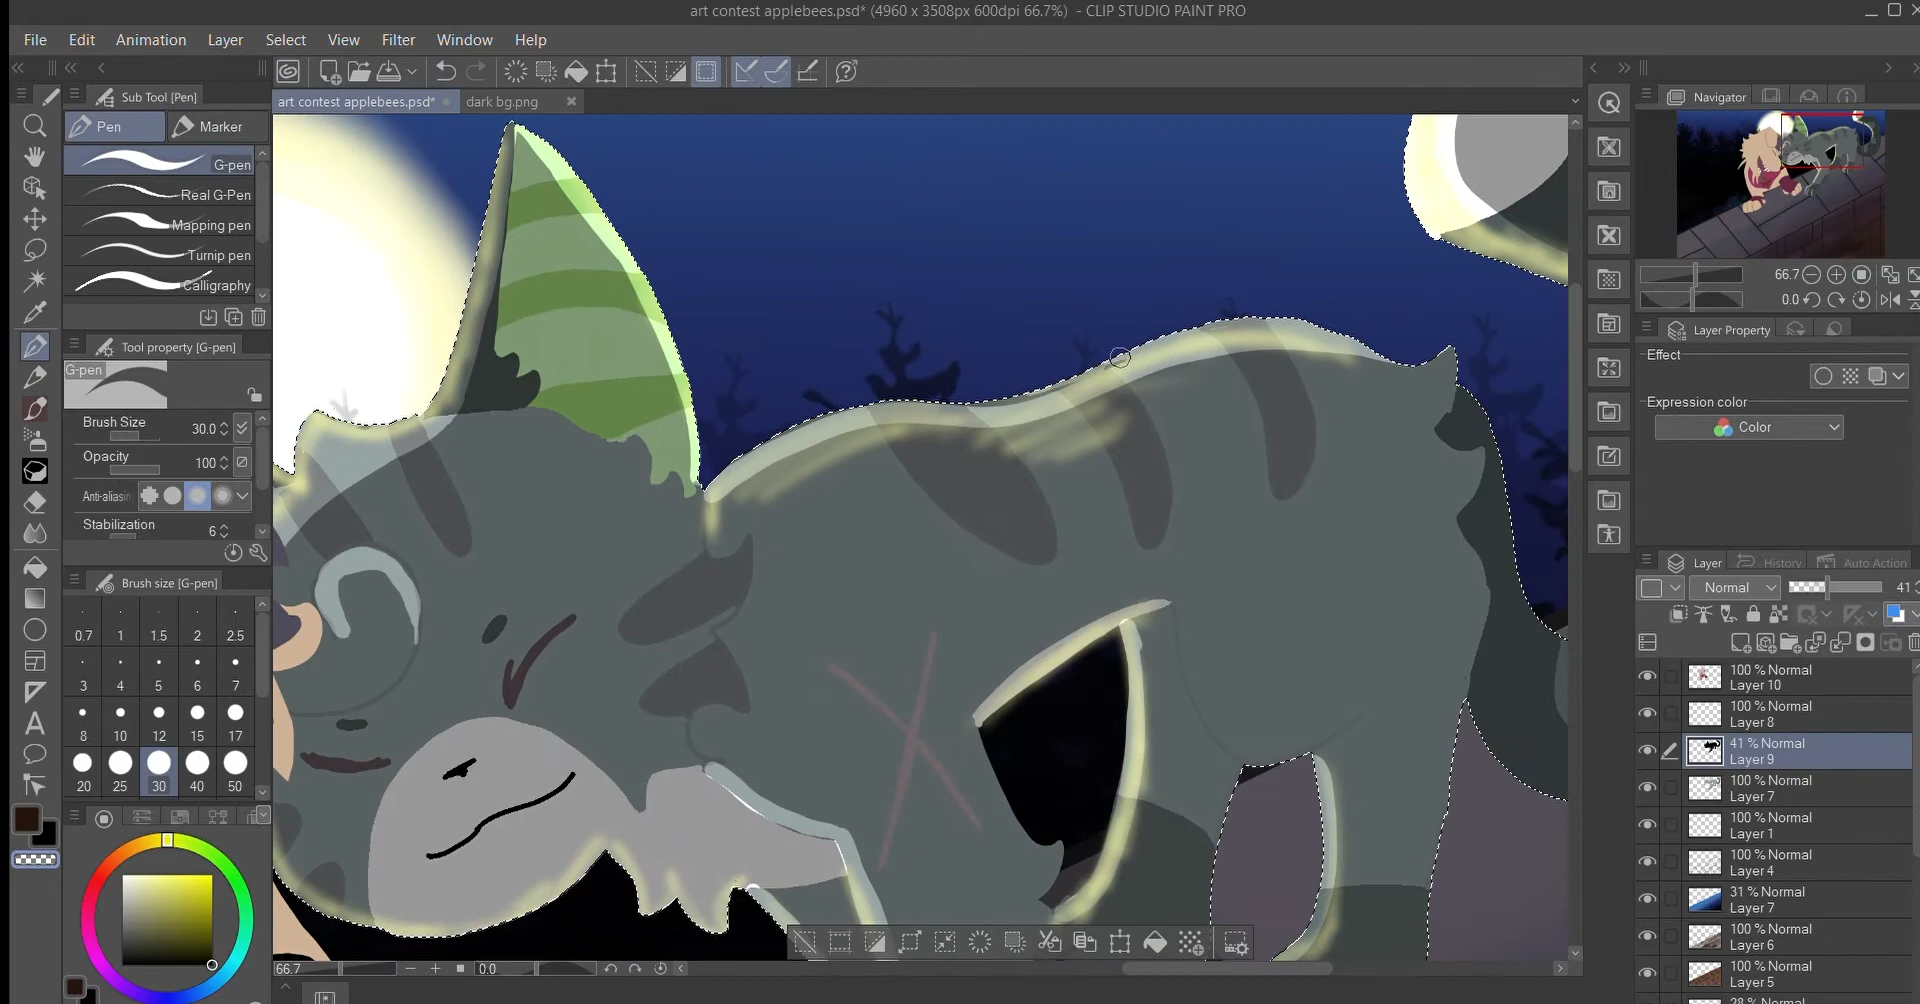 art contest applebees.psd* (4960 x 3508px 600dpi 66.7%) - CLIP STUDIO PAINT PRO
File Edit Animation Layer Select View Filter Window Help
Sub Tool [Pen]
art contest applebees.psd*
dark bg.png
Navigator
Pen
Marker
G-pen
Real G-Pen
Mapping pen
Turnip pen
Calligraphy
66.7
0.0
Layer Property
Tool property [G-pen]
Effect
G-pen
Expression color
Color
Brush Size 30.0
Opacity 100
Anti-aliasin
Stabilization 6
Layer History Auto Action
Brush size [G-pen]
Normal 41
0.7 1 1.5 2 2.5
3 4 5 6 7
8 10 12 15 17
20 25 30 40 50
100 % Normal
Layer 10
100 % Normal
Layer 8
41 % Normal
Layer 9
100 % Normal
Layer 7
100 % Normal
Layer 1
100 % Normal
Layer 4
31 % Normal
Layer 7
100 % Normal
Layer 6
100 % Normal
Layer 5
28 % Normal
66.7 0.0